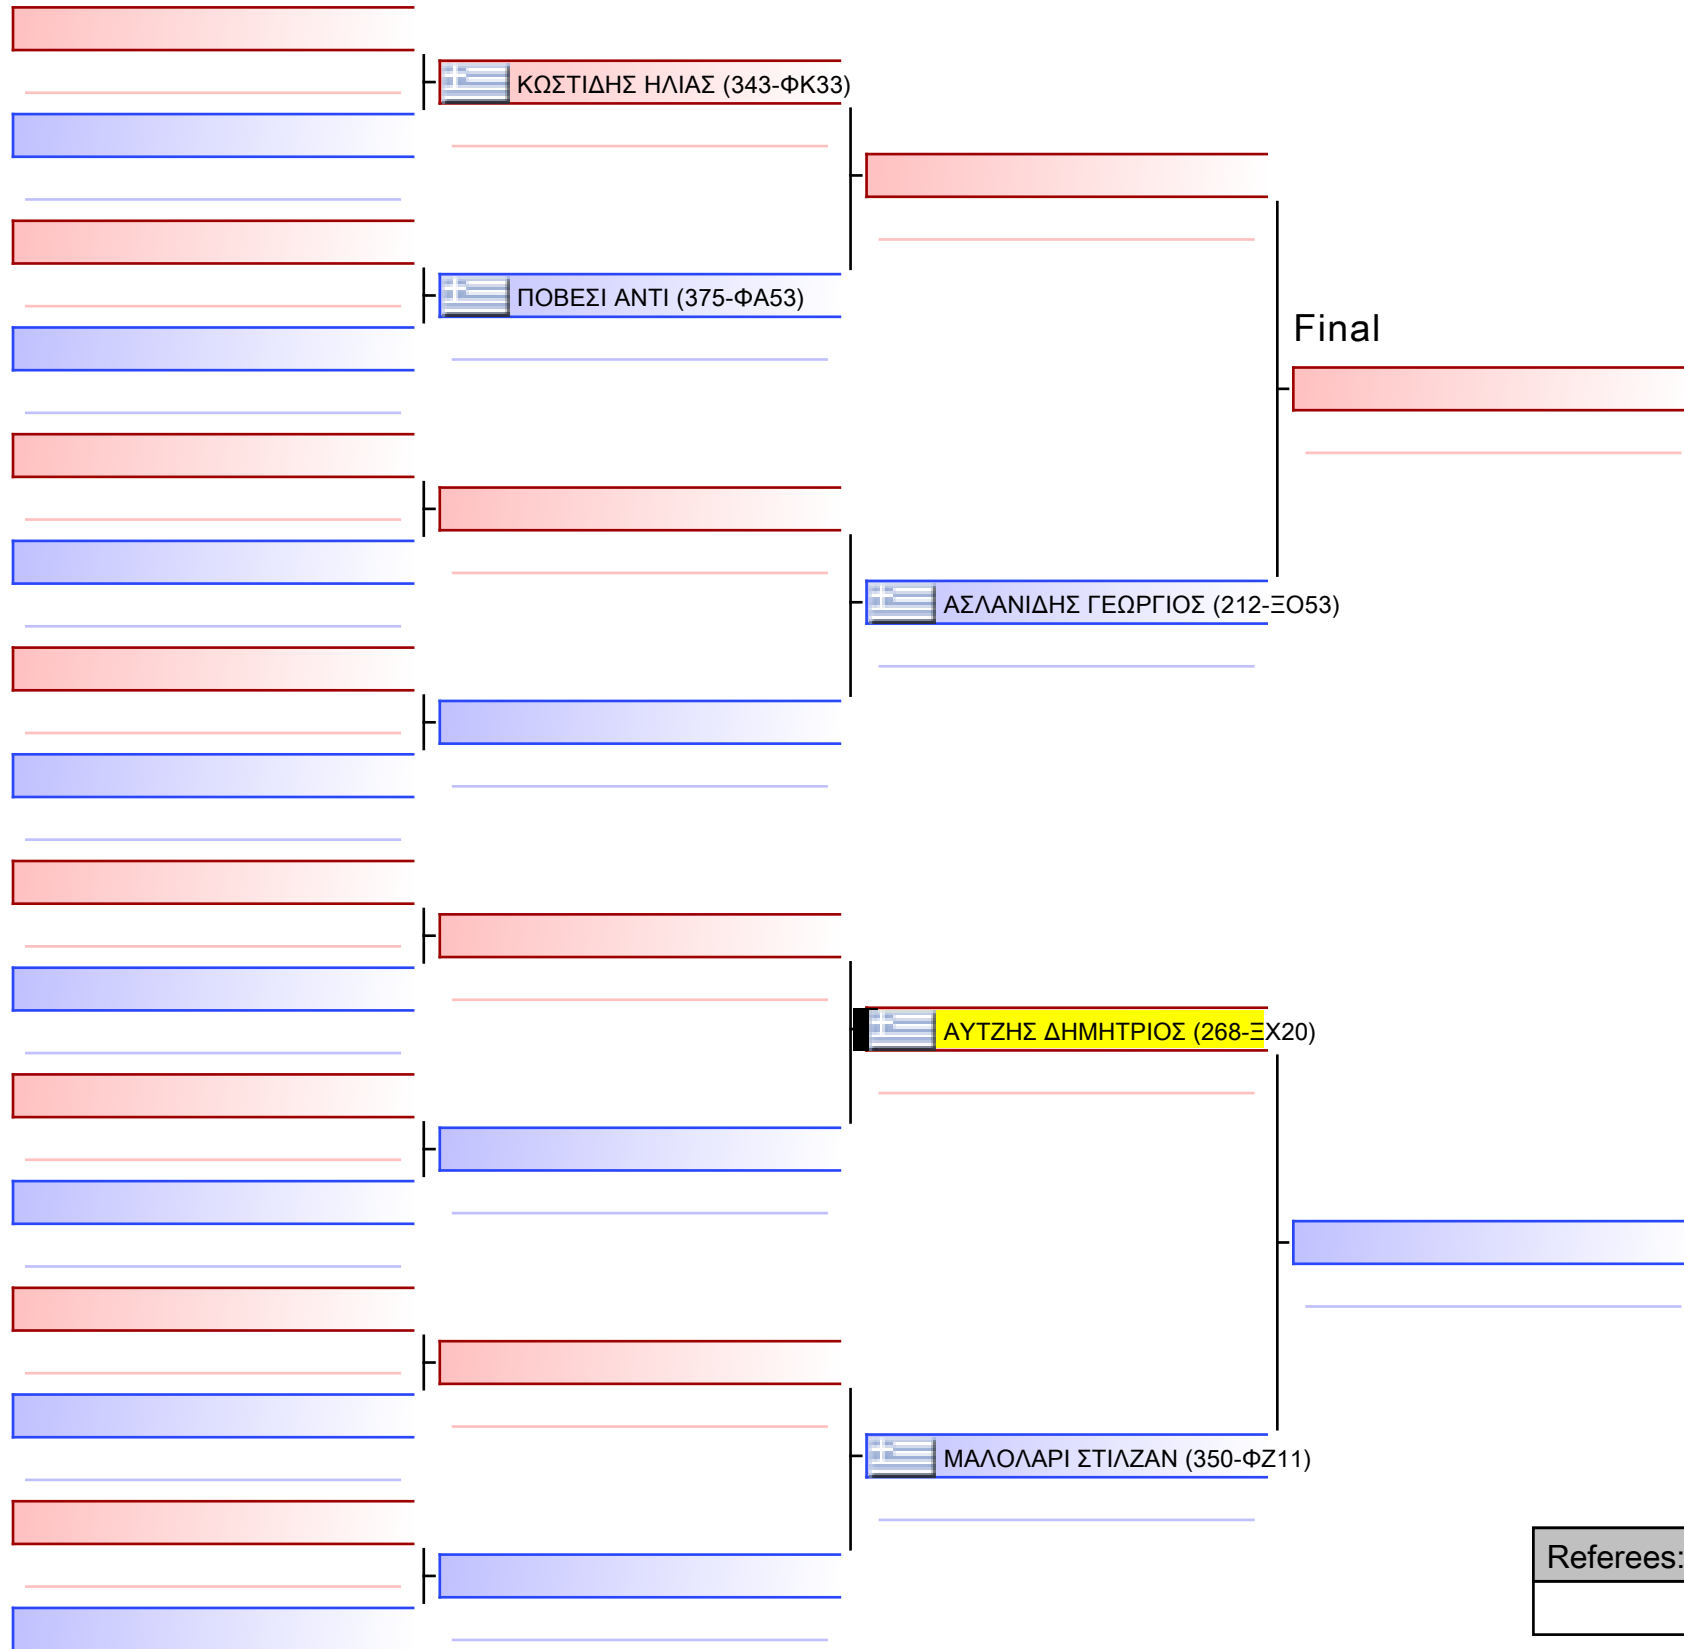 ΚΩΣΤΙΔΗΣ ΗΛΙΑΣ (343-ΦΚ33)
ΠΟΒΕΣΙ ΑΝΤΙ (375-ΦΑ53)
Final
ΑΣΛΑΝΙΔΗΣ ΓΕΩΡΓΙΟΣ (212-ΞΟ53)
ΑΥΤΖΗΣ ΔΗΜΗΤΡΙΟΣ (268-ΞΧ20)
ΜΑΛΟΛΑΡΙ ΣΤΙΛΖΑΝ (350-ΦΖ11)
Referees: